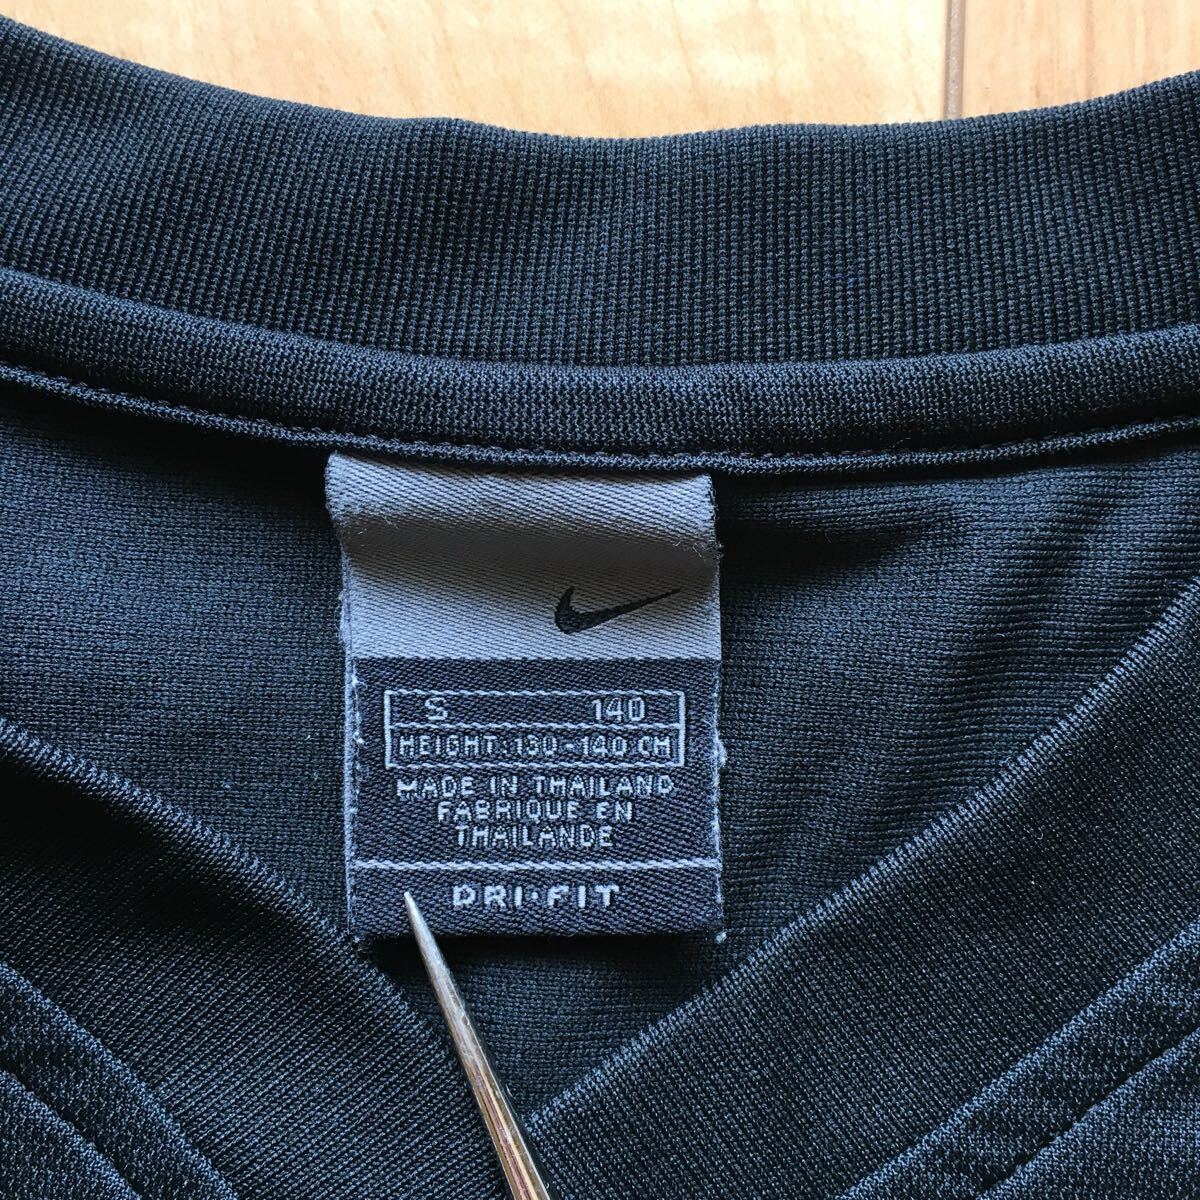 S 140
HEIGHT: 130-140 CM
MADE IN THAILAND
FABRIQUE EN
THAILANDE
DRI•FIT